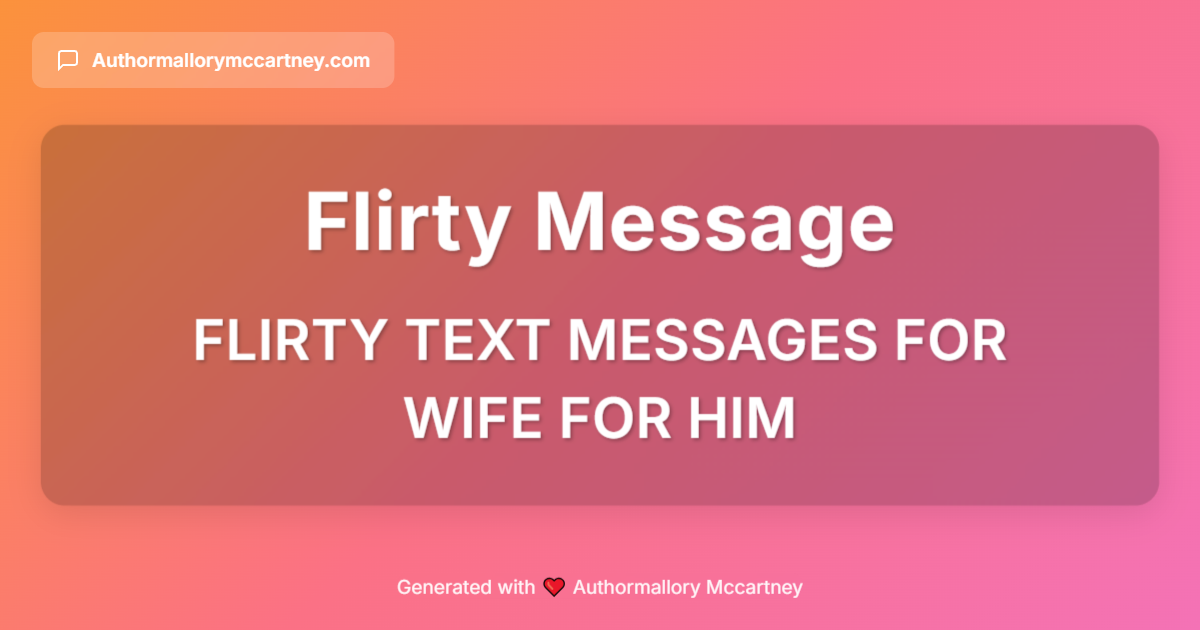 Authormallorymccartney.com
Flirty Message
FLIRTY TEXT MESSAGES FOR
WIFE FOR HIM
Generated with ❤️ Authormallory Mccartney